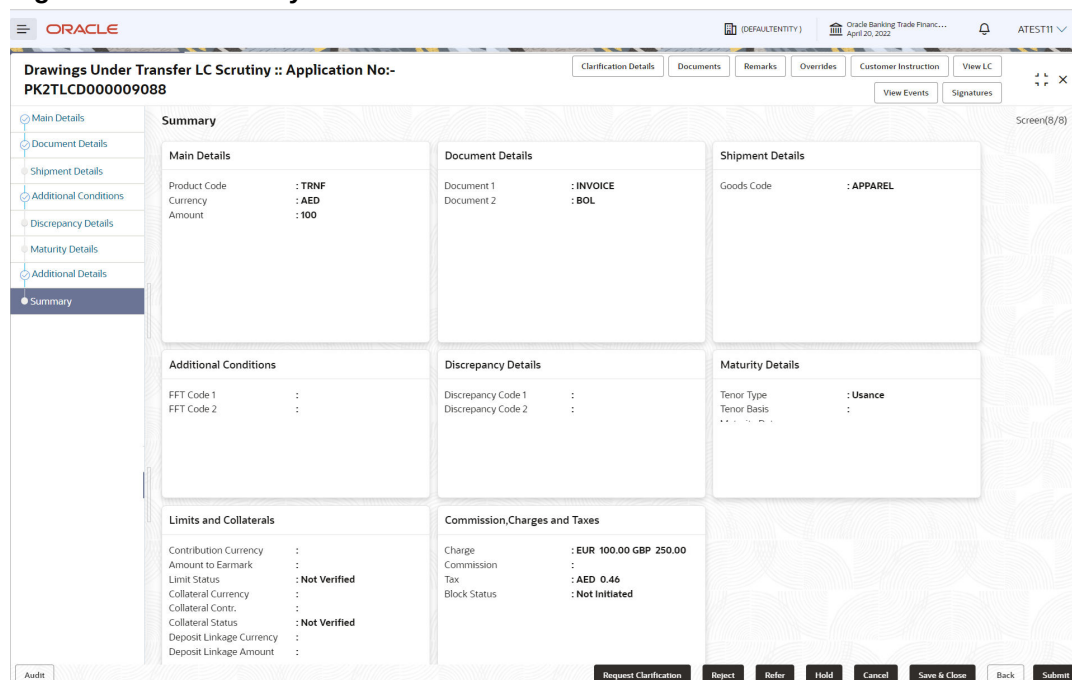 ORACLE
(DEFAULTENTITY)
Oracle Banking Trade Financ...
April 20, 2022
ATEST11
Drawings Under Transfer LC Scrutiny :: Application No:-
PK2TLCD000009088
Clarification Details
Documents
Remarks
Overrides
Customer Instruction
View LC
View Events
Signatures
Main Details
Document Details
Shipment Details
Additional Conditions
Discrepancy Details
Maturity Details
Additional Details
Summary
Summary
Screen(8/8)
Main Details
Product Code : TRNF
Currency : AED
Amount : 100
Document Details
Document 1 : INVOICE
Document 2 : BOL
Shipment Details
Goods Code : APPAREL
Additional Conditions
FFT Code 1 :
FFT Code 2 :
Discrepancy Details
Discrepancy Code 1 :
Discrepancy Code 2 :
Maturity Details
Tenor Type : Usance
Tenor Basis :
Limits and Collaterals
Contribution Currency :
Amount to Earmark :
Limit Status : Not Verified
Collateral Currency :
Collateral Contr. :
Collateral Status : Not Verified
Deposit Linkage Currency :
Deposit Linkage Amount :
Commission,Charges and Taxes
Charge : EUR 100.00 GBP 250.00
Commission :
Tax : AED 0.46
Block Status : Not Initiated
Audit
Request Clarification
Reject
Refer
Hold
Cancel
Save & Close
Back
Submit